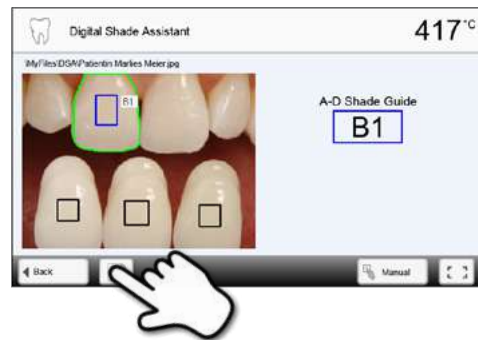 Digital Shade Assistant
417°C
\MyFiles\DSA\Patientin Marlies Meier.jpg
B1
A-D Shade Guide
B1
Back
Manual